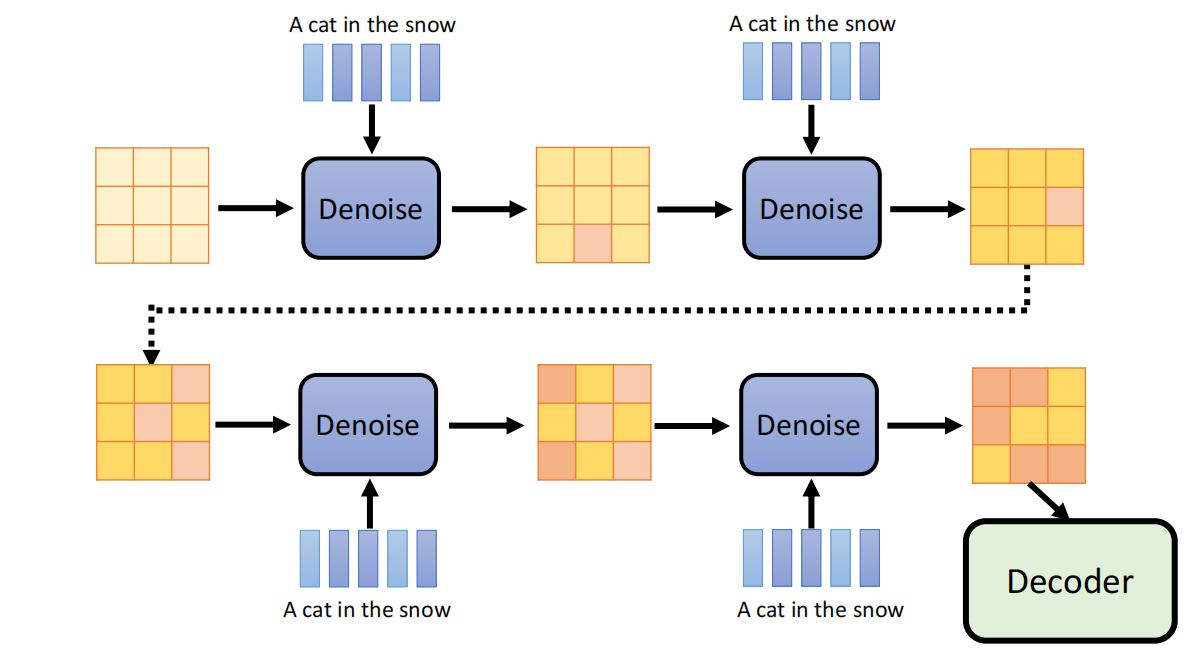 A cat in the snow
A cat in the snow
Denoise
Denoise
Denoise
Denoise
A cat in the snow
A cat in the snow
Decoder